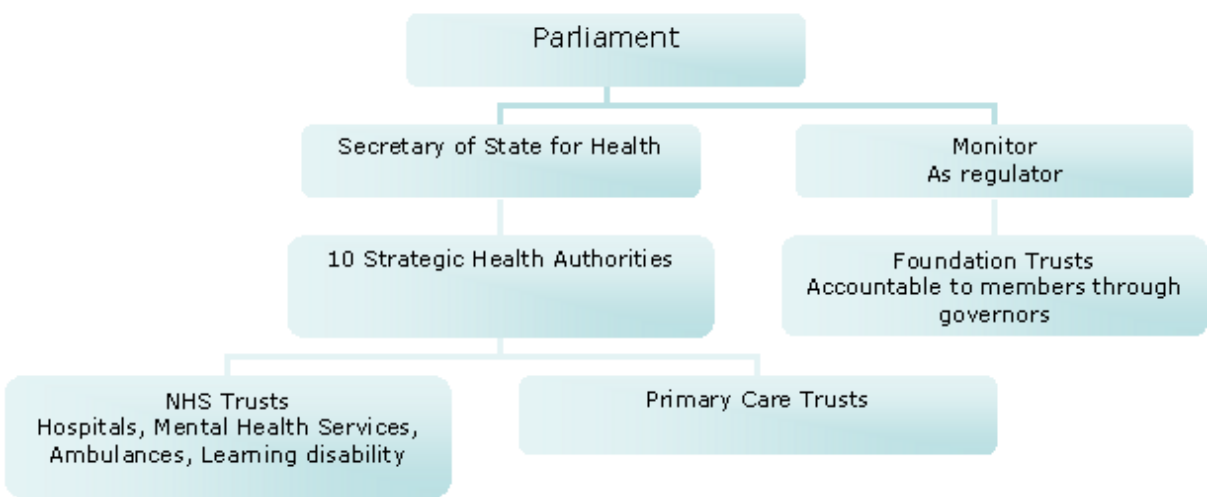 Parliament
Secretary of State for Health
Monitor
As regulator
10 Strategic Health Authorities
Foundation Trusts
Accountable to members through
governors
NHS Trusts
Hospitals, Mental Health Services,
Ambulances, Learning disability
Primary Care Trusts